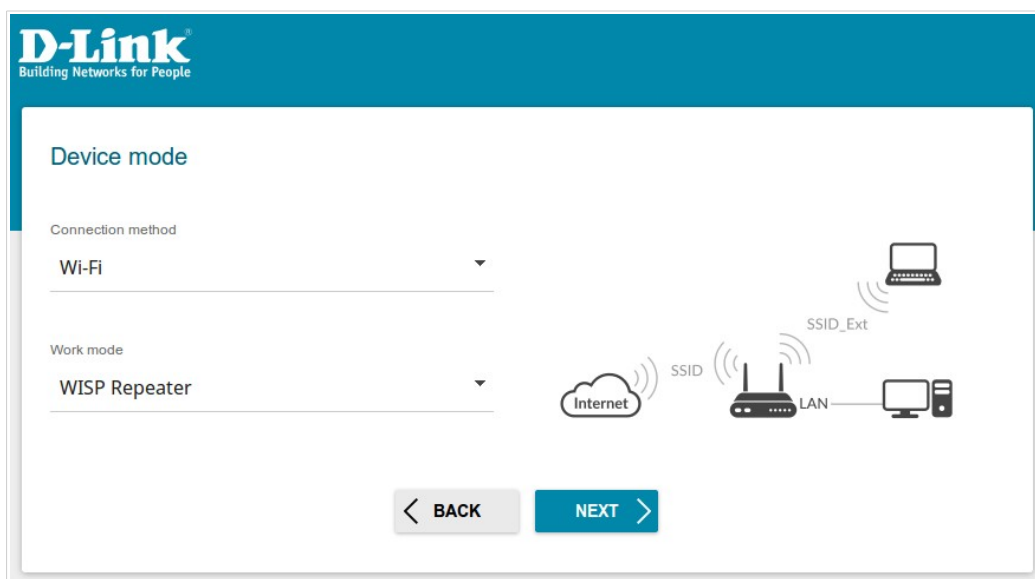 D-Link®
Building Networks for People
Device mode
Connection method
Wi-Fi
Work mode
WISP Repeater
SSID_Ext
SSID
Internet
LAN
BACK
NEXT